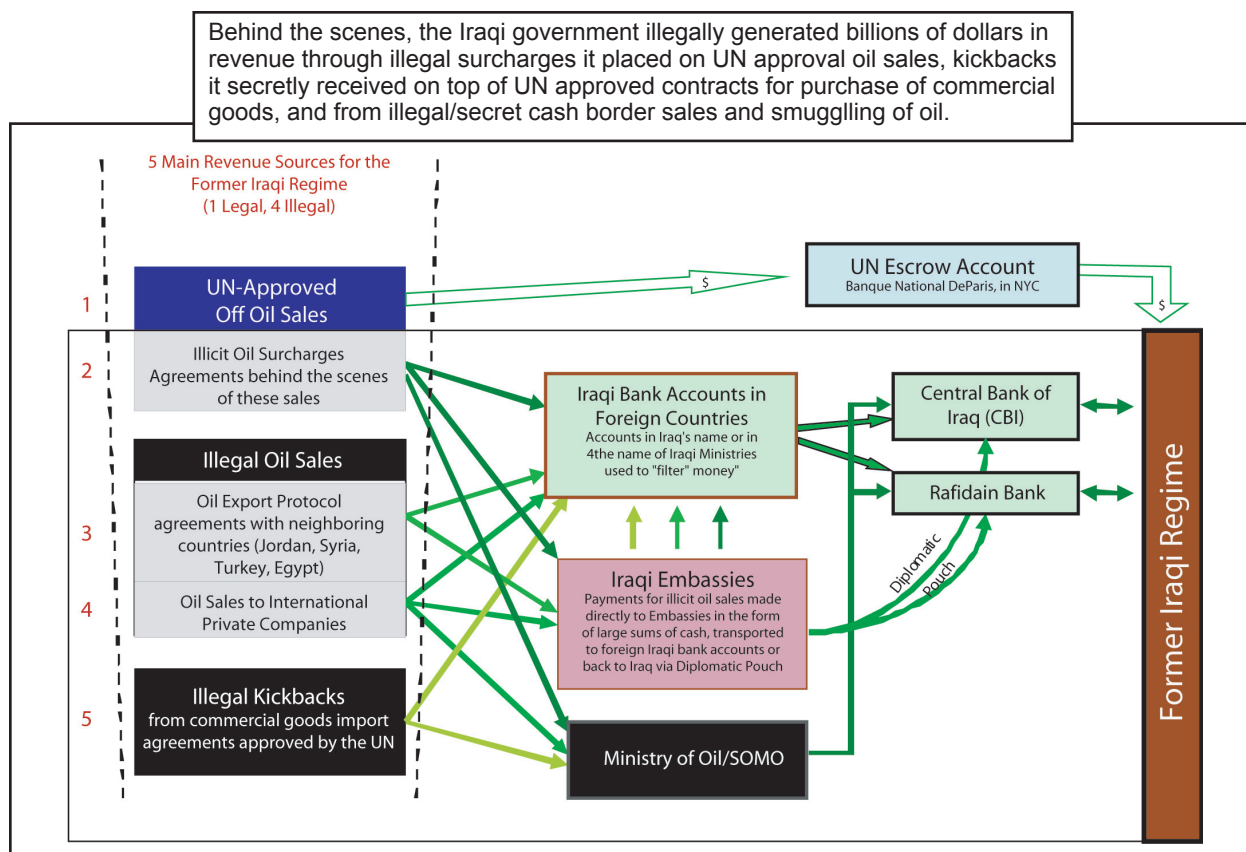 Behind the scenes, the Iraqi government illegally generated billions of dollars in
revenue through illegal surcharges it placed on UN approval oil sales, kickbacks
it secretly received on top of UN approved contracts for purchase of commercial
goods, and from illegal/secret cash border sales and smugglling of oil.
5 Main Revenue Sources for the
Former Iraqi Regime
(1 Legal, 4 Illegal)
1
UN-Approved
Off Oil Sales
$
UN Escrow Account
Banque National DeParis, in NYC
$
2
Illicit Oil Surcharges
Agreements behind the scenes
of these sales
Illegal Oil Sales
3
Oil Export Protocol
agreements with neighboring
countries (Jordan, Syria,
Turkey, Egypt)
4
Oil Sales to International
Private Companies
5
Illegal Kickbacks
from commercial goods import
agreements approved by the UN
Iraqi Bank Accounts in
Foreign Countries
Accounts in Iraq's name or in
4the name of Iraqi Ministries
used to "filter" money"
Iraqi Embassies
Payments for illicit oil sales made
directly to Embassies in the form
of large sums of cash, transported
to foreign Iraqi bank accounts or
back to Iraq via Diplomatic Pouch
Ministry of Oil/SOMO
Central Bank of
Iraq (CBI)
Rafidain Bank
Diplomatic
Pouch
Former Iraqi Regime